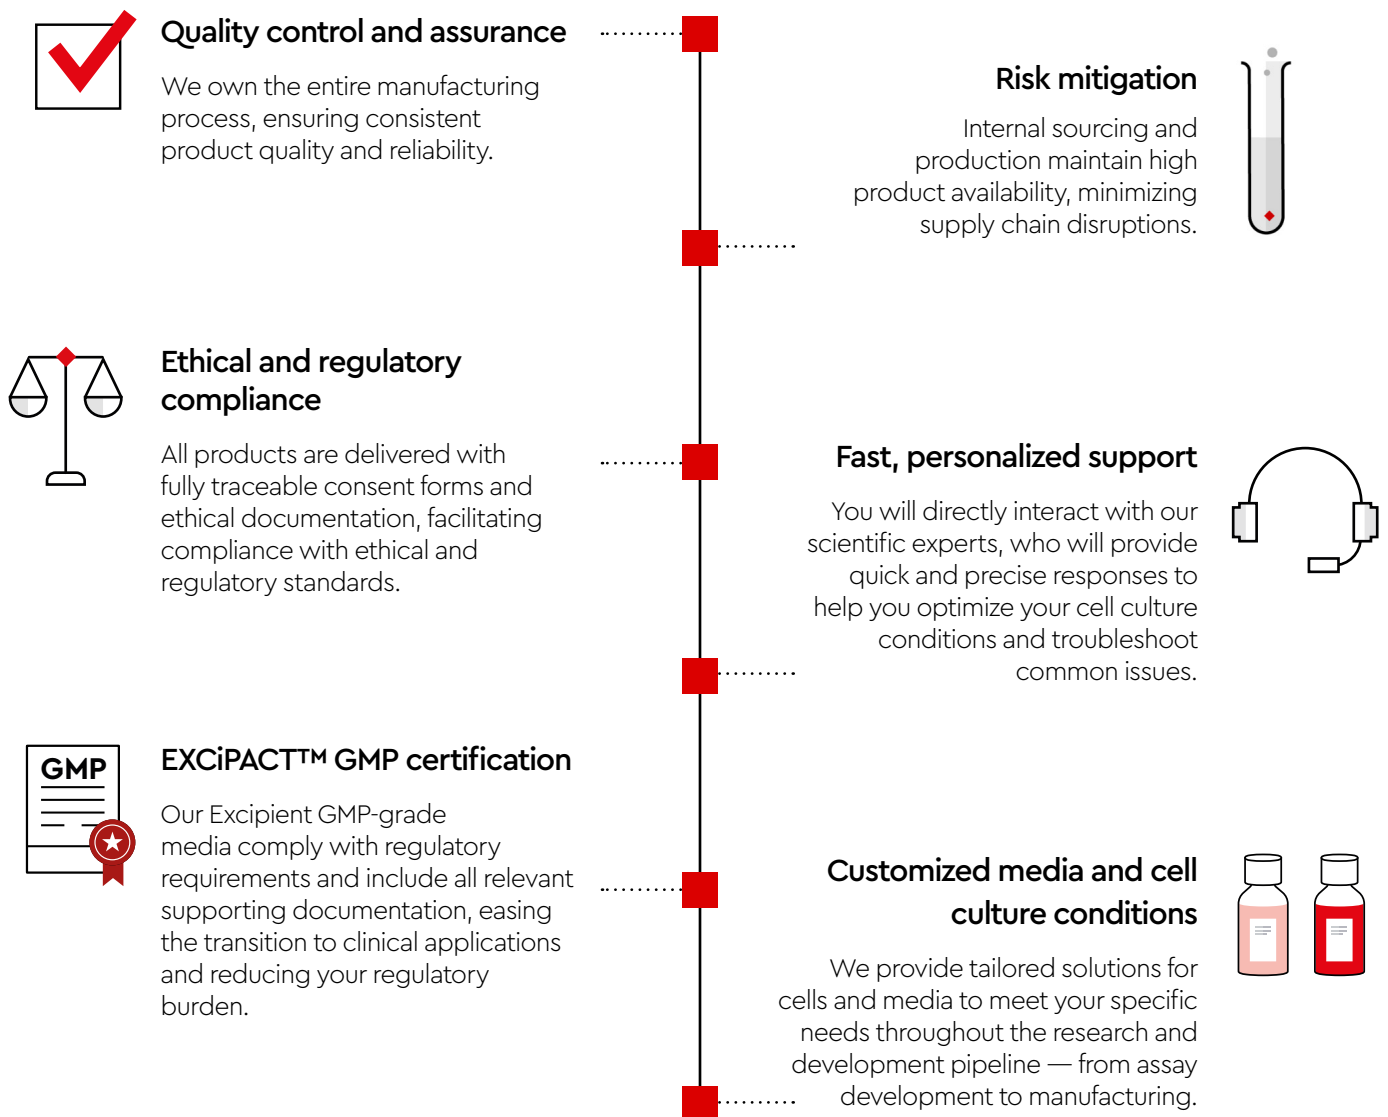 Quality control and assurance
We own the entire manufacturing
process, ensuring consistent
product quality and reliability.
Risk mitigation
Internal sourcing and
production maintain high
product availability, minimizing
supply chain disruptions.
Ethical and regulatory
compliance
All products are delivered with
fully traceable consent forms and
ethical documentation, facilitating
compliance with ethical and
regulatory standards.
Fast, personalized support
You will directly interact with our
scientific experts, who will provide
quick and precise responses to
help you optimize your cell culture
conditions and troubleshoot
common issues.
GMP
EXCiPACT™ GMP certification
Our Excipient GMP-grade
media comply with regulatory
requirements and include all relevant
supporting documentation, easing
the transition to clinical applications
and reducing your regulatory
burden.
Customized media and cell
culture conditions
We provide tailored solutions for
cells and media to meet your specific
needs throughout the research and
development pipeline — from assay
development to manufacturing.